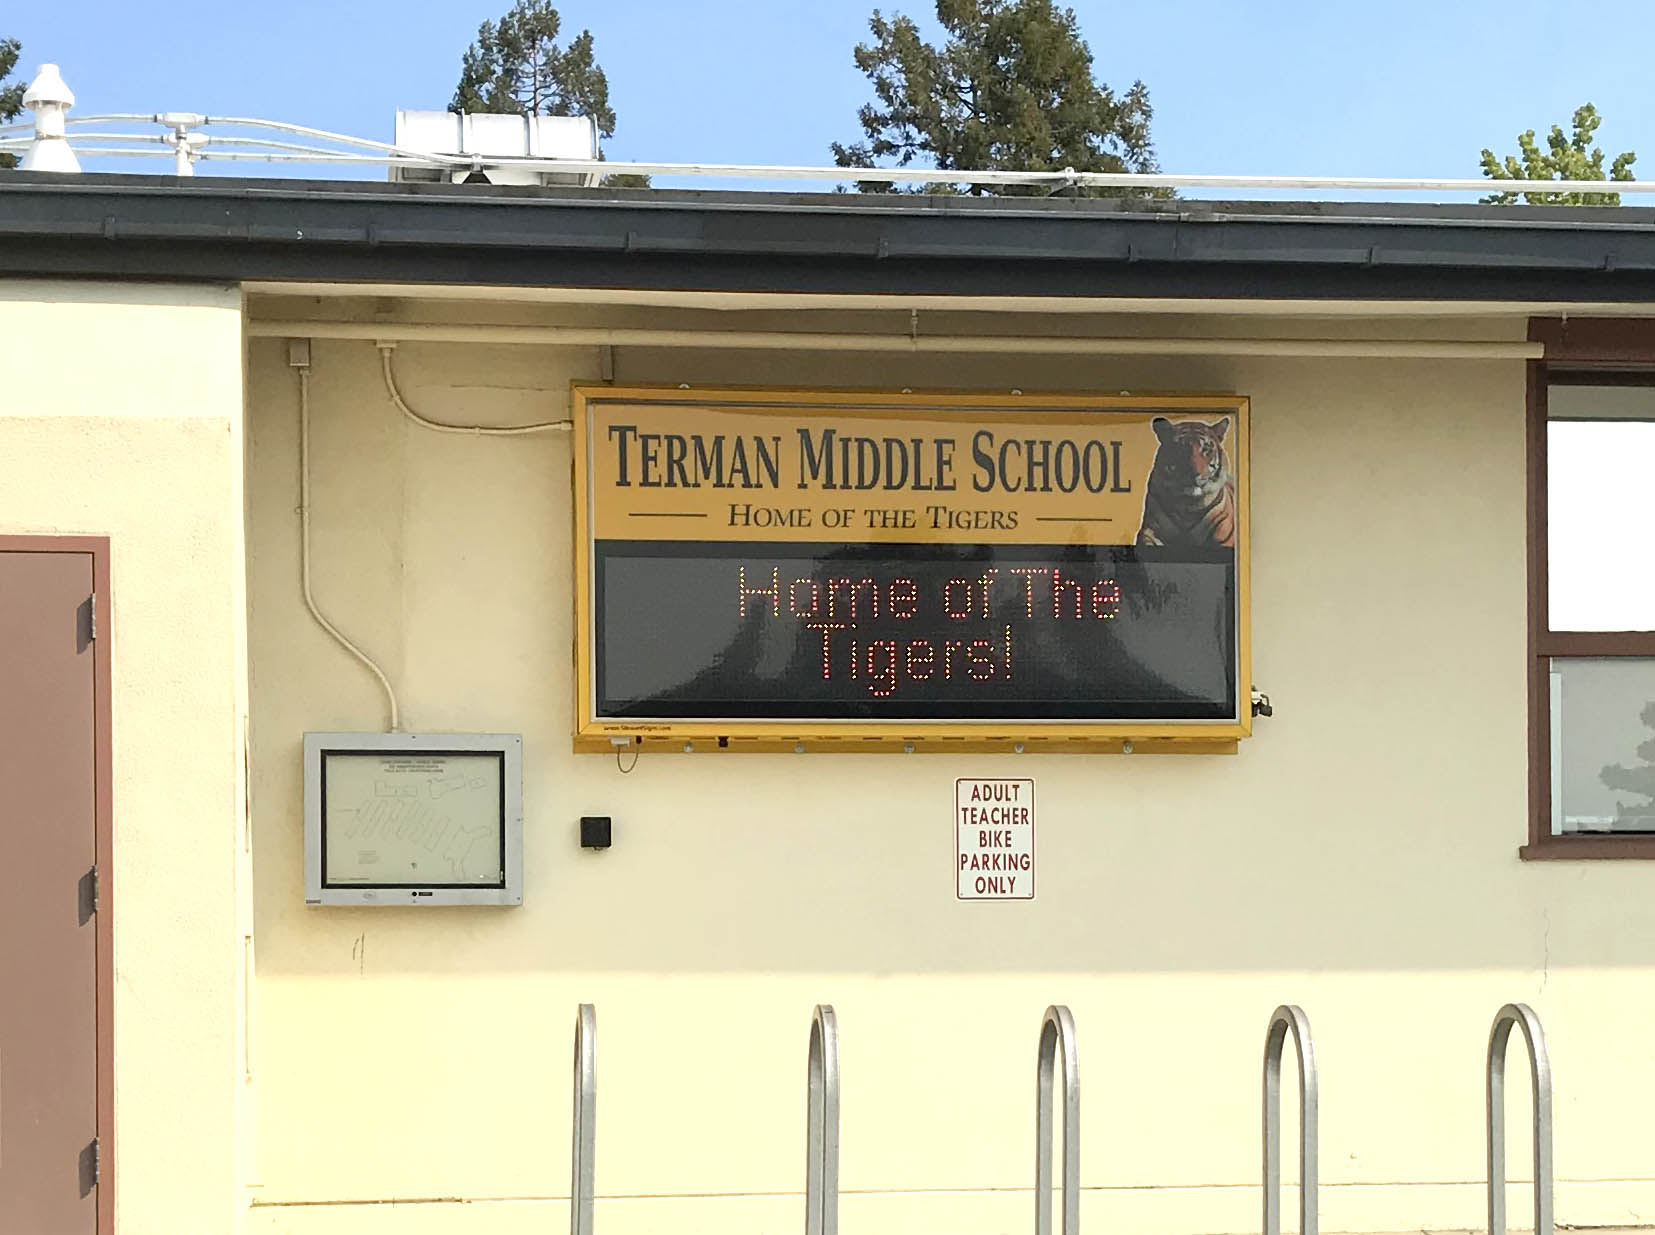 TERMAN MIDDLE SCHOOL
HOME OF THE TIGERS
Home of The
Tigers!
ADULT
TEACHER
BIKE
PARKING
ONLY